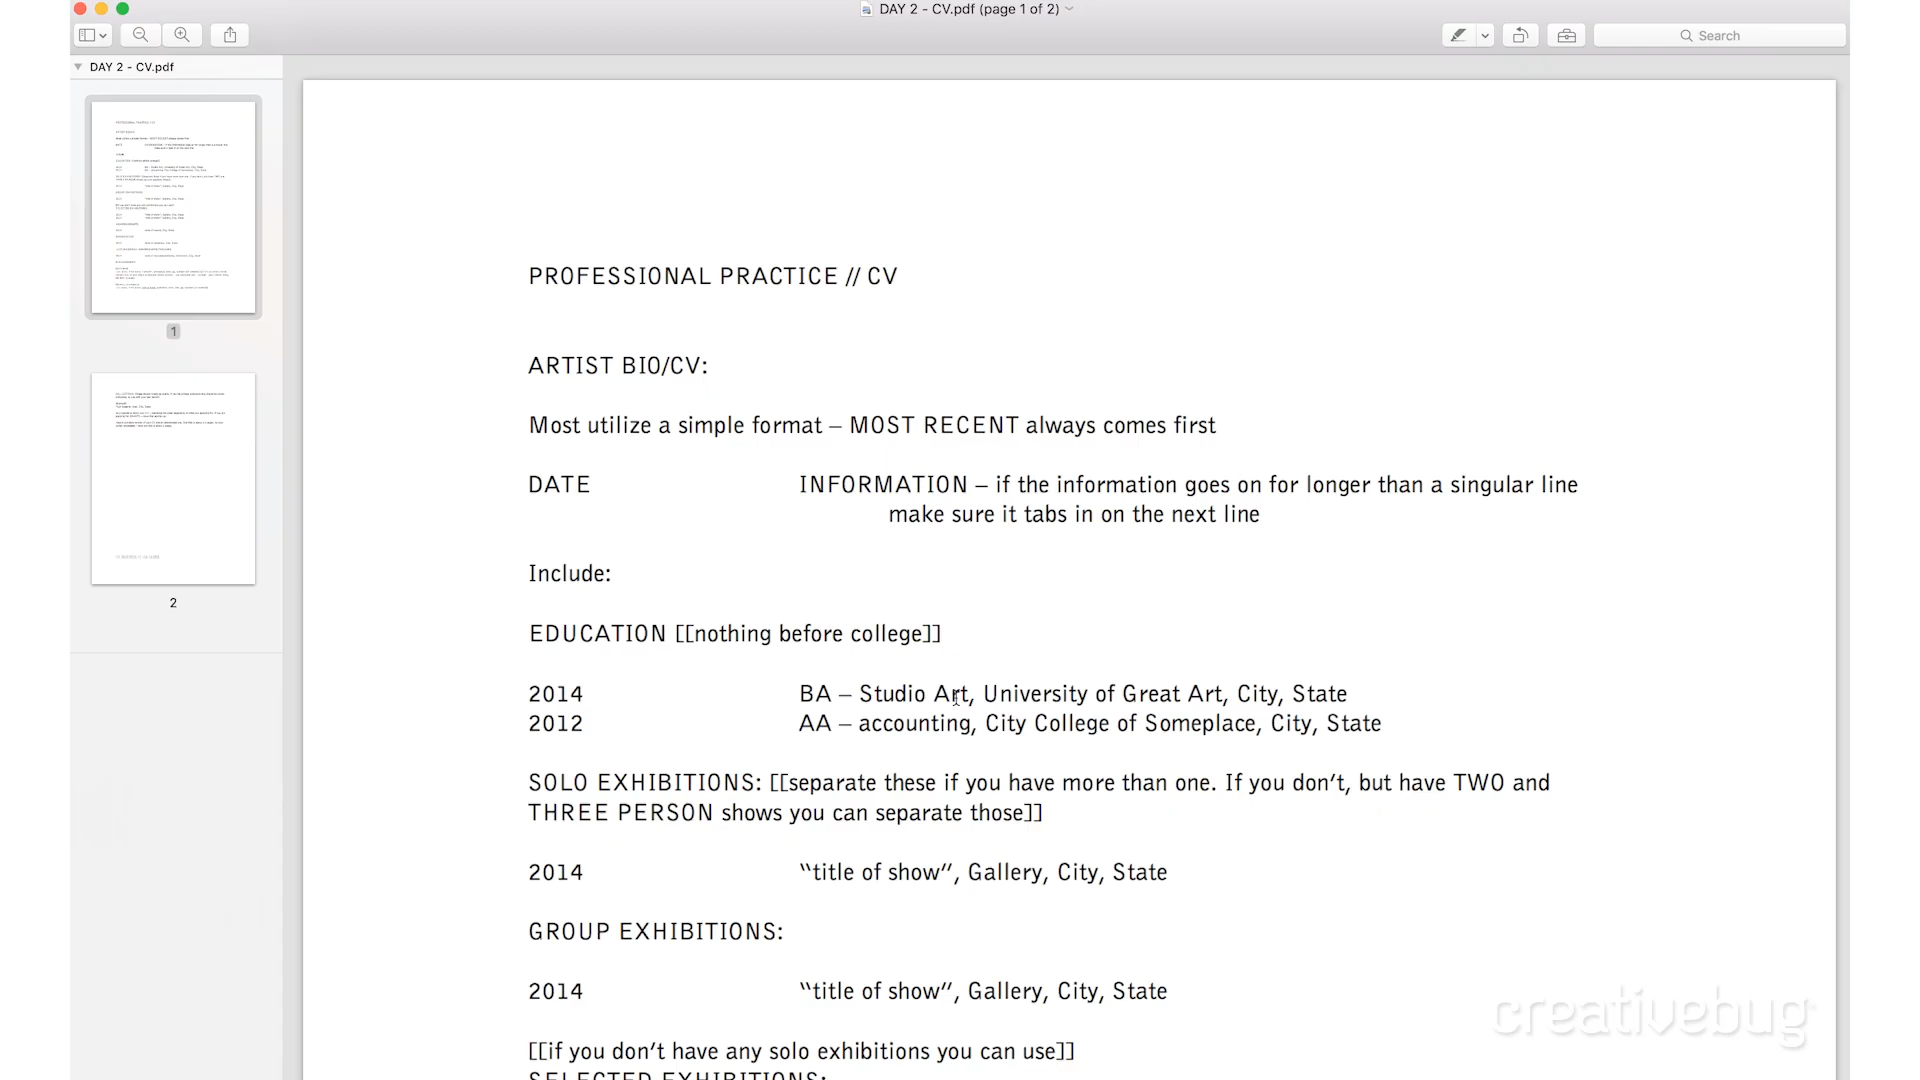 DAY 2 - CV.pdf (page 1 of 2)
Search
DAY 2 - CV.pdf
1
2
PROFESSIONAL PRACTICE // CV
ARTIST BIO/CV:
Most utilize a simple format – MOST RECENT always comes first
DATE INFORMATION – if the information goes on for longer than a singular line
make sure it tabs in on the next line
Include:
EDUCATION [[nothing before college]]
2014 BA – Studio Art, University of Great Art, City, State
2012 AA – accounting, City College of Someplace, City, State
SOLO EXHIBITIONS: [[separate these if you have more than one. If you don’t, but have TWO and
THREE PERSON shows you can separate those]]
2014 “title of show”, Gallery, City, State
GROUP EXHIBITIONS:
2014 “title of show”, Gallery, City, State
[[if you don’t have any solo exhibitions you can use]]
SELECTED EXHIBITIONS:
creativebug